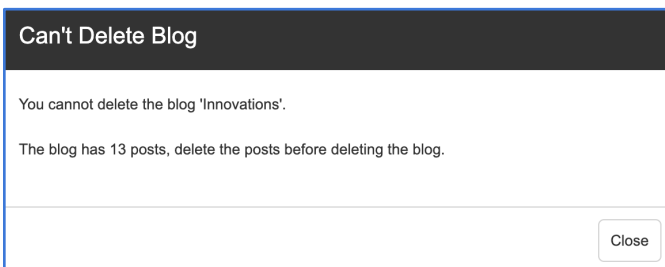 Can't Delete Blog
You cannot delete the blog 'Innovations'.
The blog has 13 posts, delete the posts before deleting the blog.
Close